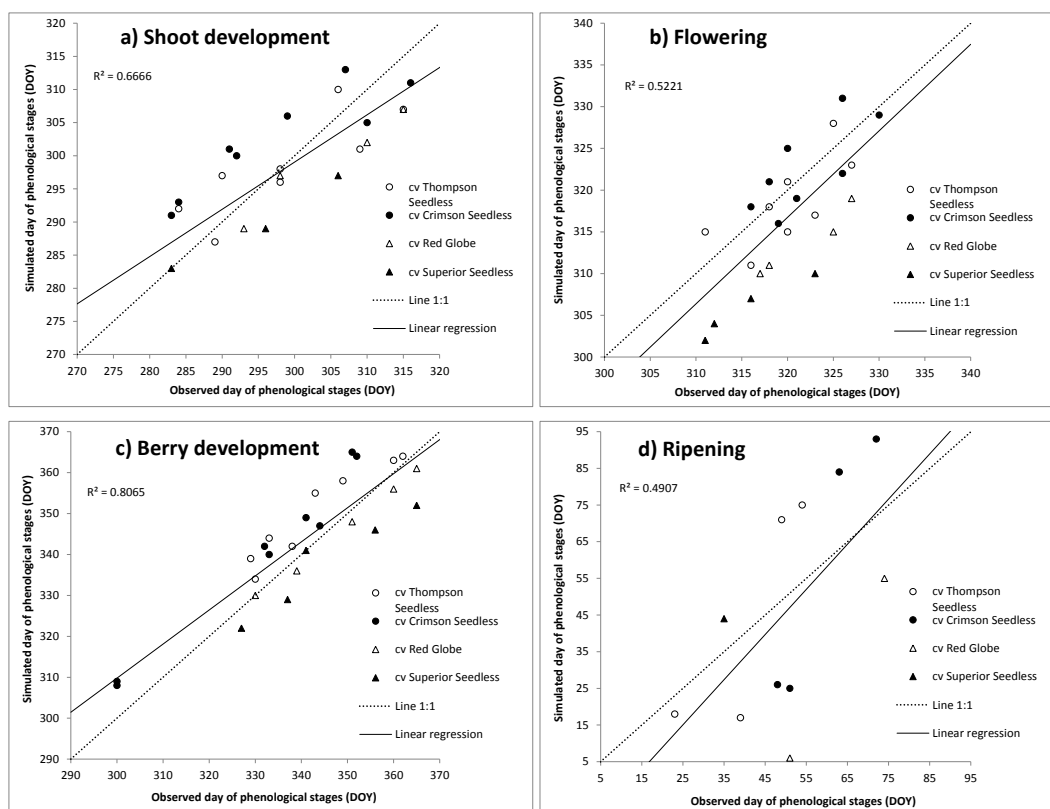 a) Shoot development
R² = 0.6666
Simulated day of phenological stages (DOY)
320
315
310
305
300
295
290
285
280
275
270
270 275 280 285 290 295 300 305 310 315 320
Observed day of phenological stages (DOY)
cv Thompson
Seedless
cv Crimson Seedless
cv Red Globe
cv Superior Seedless
Line 1:1
Linear regression
b) Flowering
R² = 0.5221
Simulated day of phenological stages (DOY)
340
335
330
325
320
315
310
305
300
300 305 310 315 320 325 330 335 340
Observed day of phenological stages (DOY)
cv Thompson
Seedless
cv Crimson Seedless
cv Red Globe
cv Superior Seedless
Line 1:1
Linear regression
c) Berry development
R² = 0.8065
Simulated day of phenological stages (DOY)
370
360
350
340
330
320
310
300
290
290 300 310 320 330 340 350 360 370
Observed day of phenological stages (DOY)
cv Thompson
Seedless
cv Crimson Seedless
cv Red Globe
cv Superior Seedless
Line 1:1
Linear regression
d) Ripening
R² = 0.4907
Simulated day of phenological stages (DOY)
95
85
75
65
55
45
35
25
15
5
5 15 25 35 45 55 65 75 85 95
Observed day of phenological stages (DOY)
cv Thompson
Seedless
cv Crimson Seedless
cv Red Globe
cv Superior Seedless
Line 1:1
Linear regression